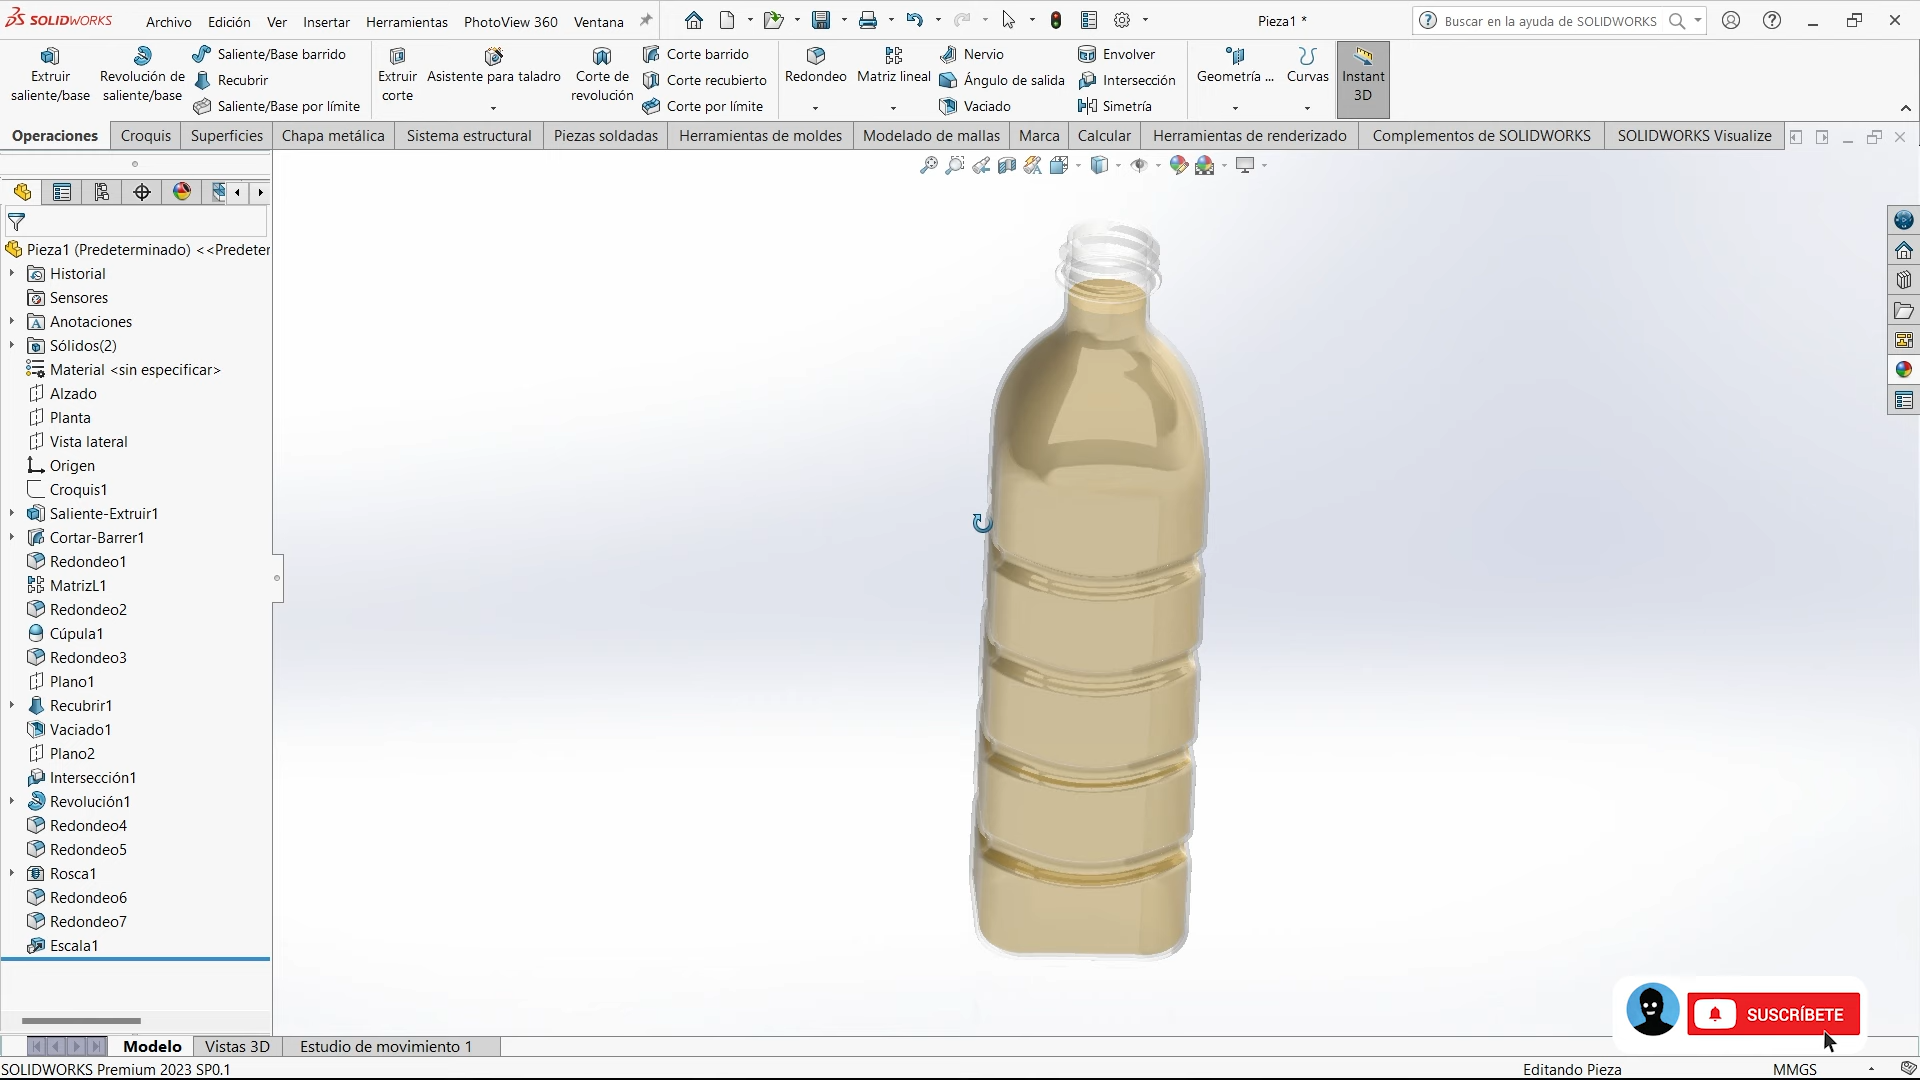 SOLIDWORKS Archivo Edición Ver Insertar Herramientas PhotoView 360 Ventana Pieza1 * Buscar en la ayuda de SOLIDWORKS
Extruir saliente/base
Revolución de saliente/base
Saliente/Base barrido
Recubrir
Saliente/Base por límite
Extruir corte
Asistente para taladro
Corte de revolución
Corte barrido
Corte recubierto
Corte por límite
Redondeo
Matriz lineal
Nervio
Ángulo de salida
Vaciado
Envolver
Intersección
Simetría
Geometría ...
Curvas
Instant 3D
Operaciones Croquis Superficies Chapa metálica Sistema estructural Piezas soldadas Herramientas de moldes Modelado de mallas Marca Calcular Herramientas de renderizado Complementos de SOLIDWORKS SOLIDWORKS Visualize
Pieza1 (Predeterminado) <<Predeter
Historial
Sensores
Anotaciones
Sólidos(2)
Material <sin especificar>
Alzado
Planta
Vista lateral
Origen
Croquis1
Saliente-Extruir1
Cortar-Barrer1
Redondeo1
MatrizL1
Redondeo2
Cúpula1
Redondeo3
Plano1
Recubrir1
Vaciado1
Plano2
Intersección1
Revolución1
Redondeo4
Redondeo5
Rosca1
Redondeo6
Redondeo7
Escala1
SUSCRÍBETE
Modelo Vistas 3D Estudio de movimiento 1
SOLIDWORKS Premium 2023 SP0.1 Editando Pieza MMGS